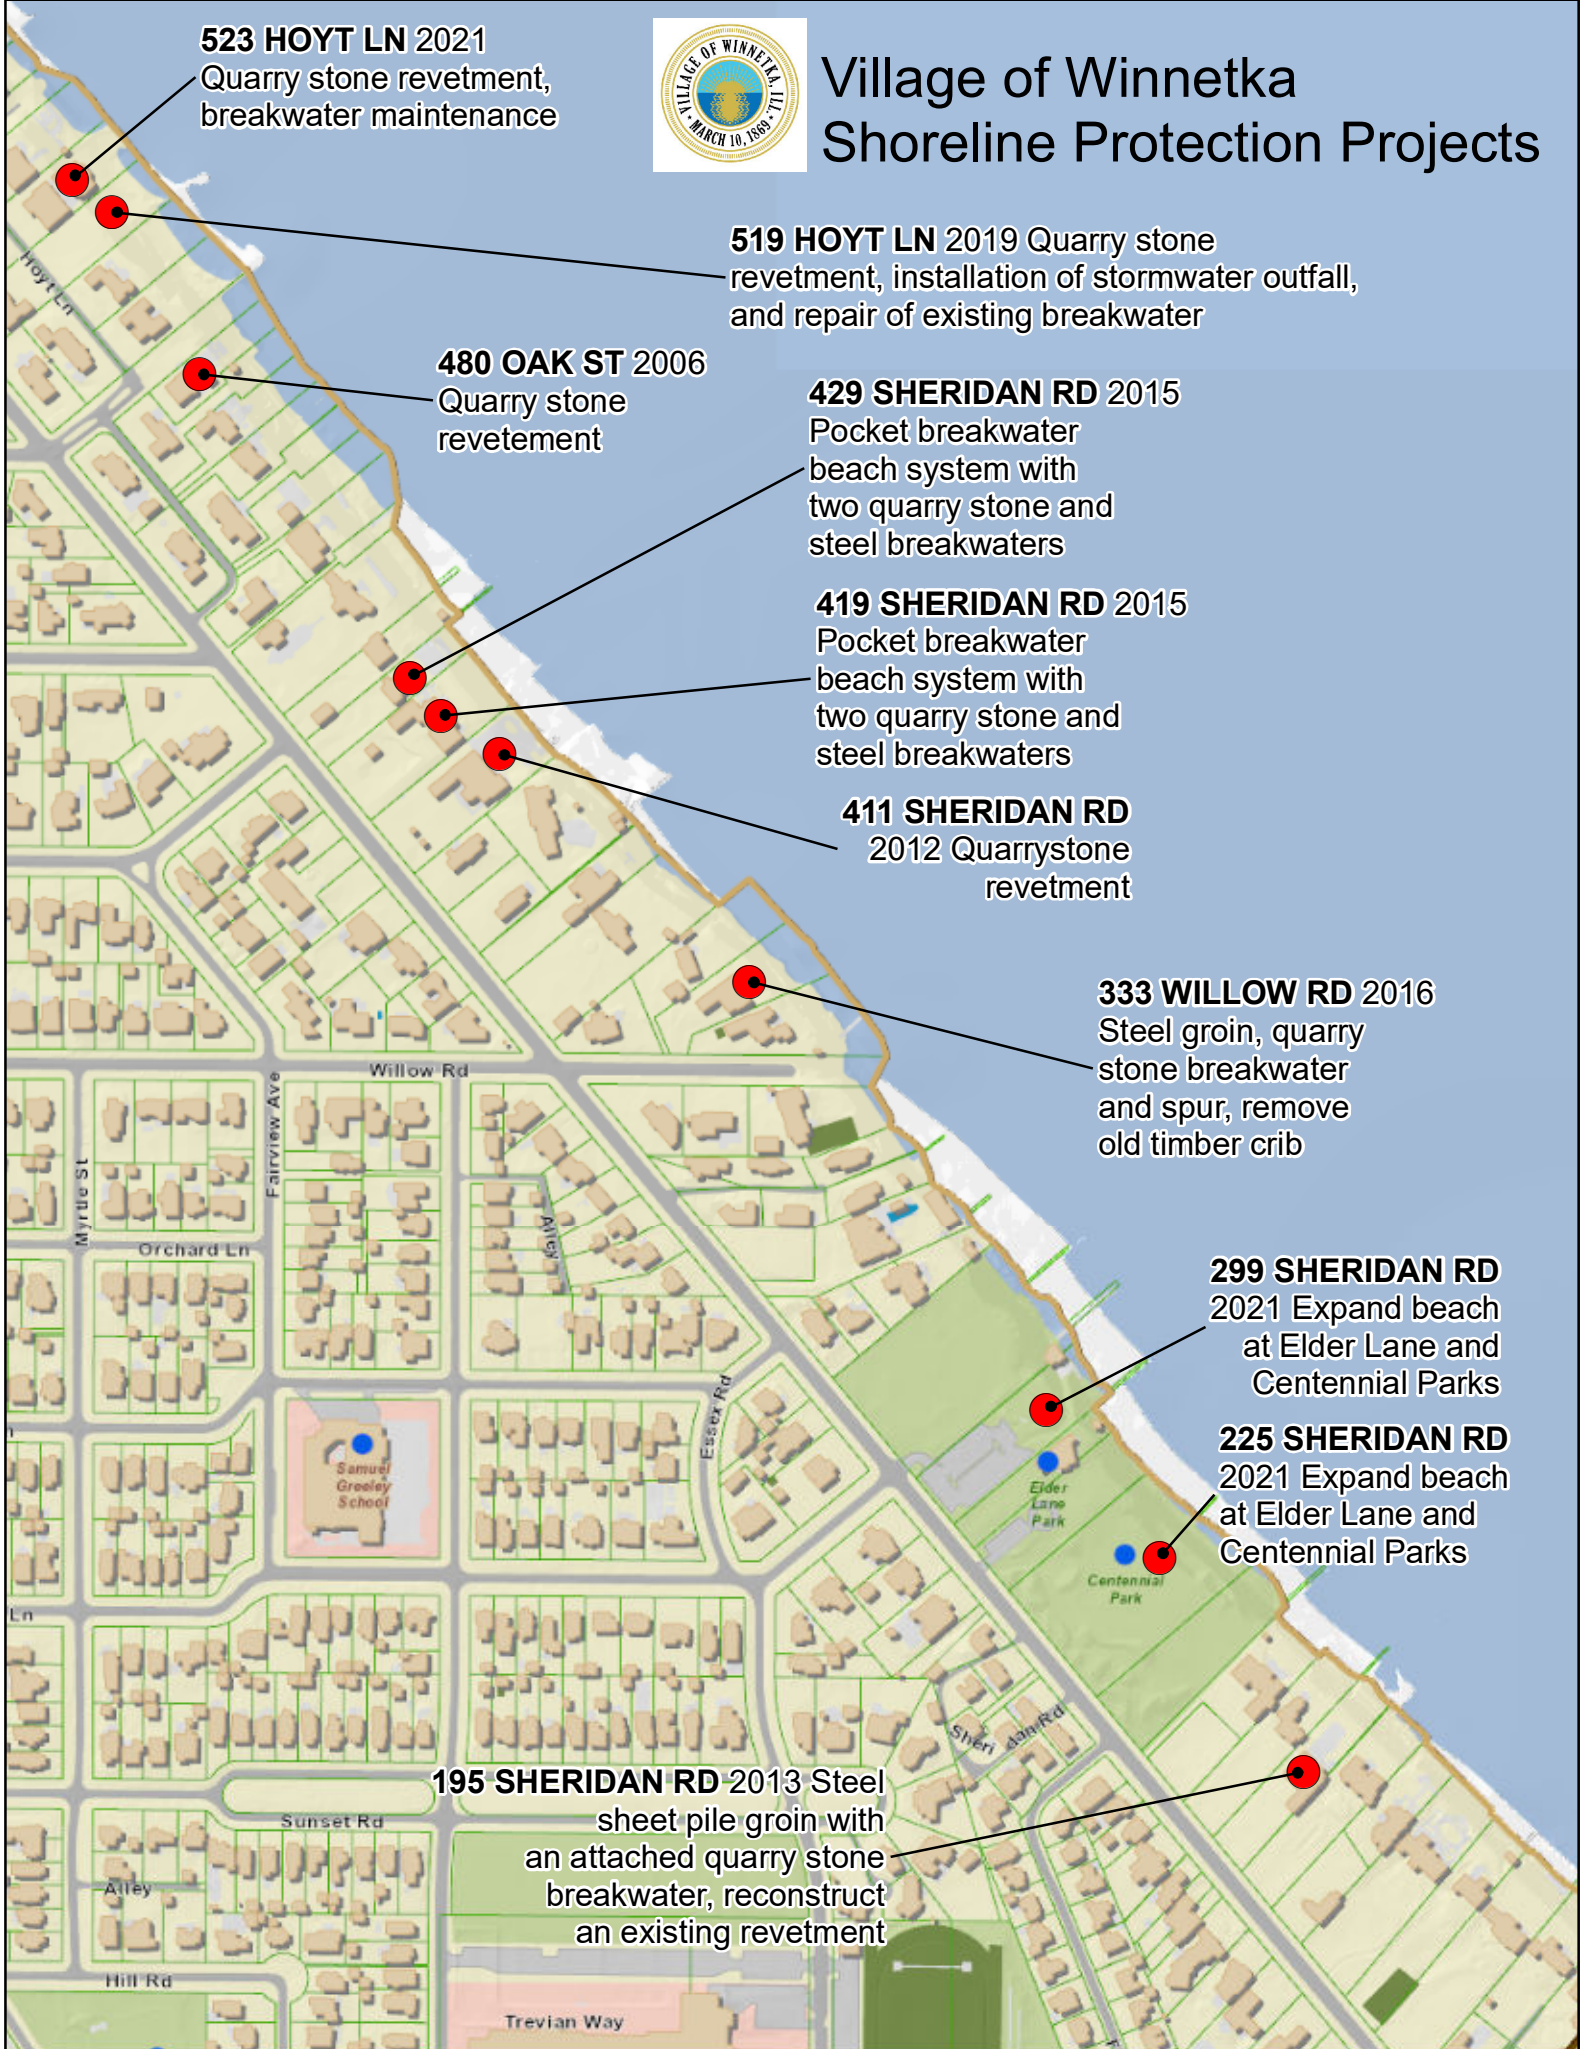 523 HOYT LN 2021
Quarry stone revetment,
breakwater maintenance
VILLAGE OF WINNETKA, ILL.
MARCH 10, 1869
Village of Winnetka
Shoreline Protection Projects
519 HOYT LN 2019 Quarry stone
revetment, installation of stormwater outfall,
and repair of existing breakwater
Hoyt Ln
480 OAK ST 2006
Quarry stone
revetement
429 SHERIDAN RD 2015
Pocket breakwater
beach system with
two quarry stone and
steel breakwaters
419 SHERIDAN RD 2015
Pocket breakwater
beach system with
two quarry stone and
steel breakwaters
411 SHERIDAN RD
2012 Quarrystone
revetment
333 WILLOW RD 2016
Steel groin, quarry
stone breakwater
and spur, remove
old timber crib
Willow Rd
Fairview Ave
Myrtle St
Alley
Orchard Ln
299 SHERIDAN RD
2021 Expand beach
at Elder Lane and
Centennial Parks
Essex Rd
225 SHERIDAN RD
2021 Expand beach
at Elder Lane and
Centennial Parks
Samuel
Greeley
School
Elder
Lane
Park
Centennial
Park
Ln
Sheridan Rd
195 SHERIDAN RD 2013 Steel
sheet pile groin with
an attached quarry stone
breakwater, reconstruct
an existing revetment
Sunset Rd
Alley
Hill Rd
Trevian Way